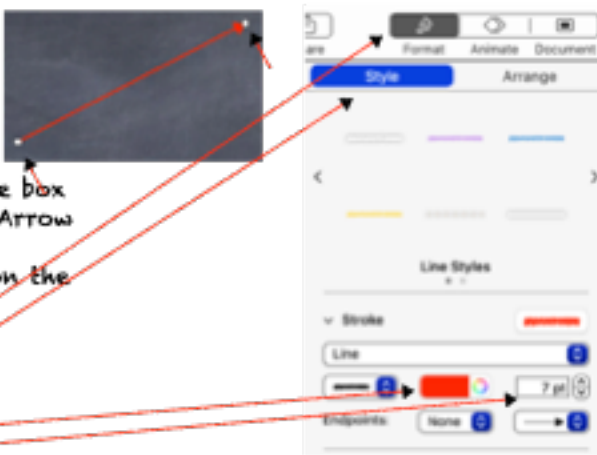 are Format Animate Document
Style Arrange
e box
Arrow
on the
Line Styles
Stroke
Line
7 pt
Endpoints: None